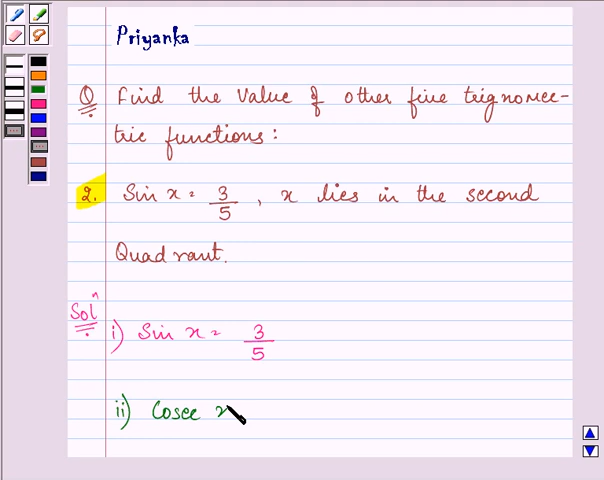 Priyanka
Q Find the value of other five trignomee-
tric functions:
2. Sin x = 3/5, x lies in the second
Quadrant.
Solⁿ
i) Sin x = 3/5
ii) Cosec x